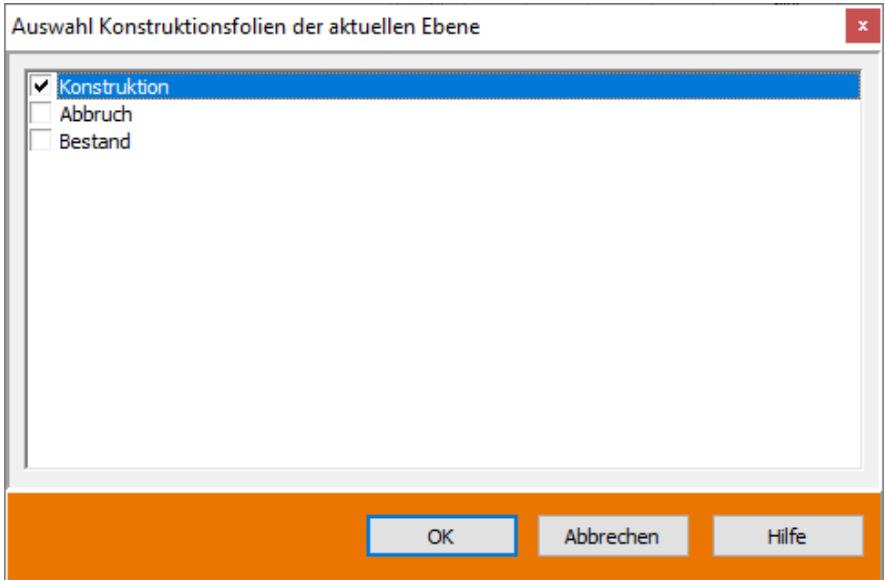 Auswahl Konstruktionsfolien der aktuellen Ebene
Konstruktion
Abbruch
Bestand
OK Abbrechen Hilfe